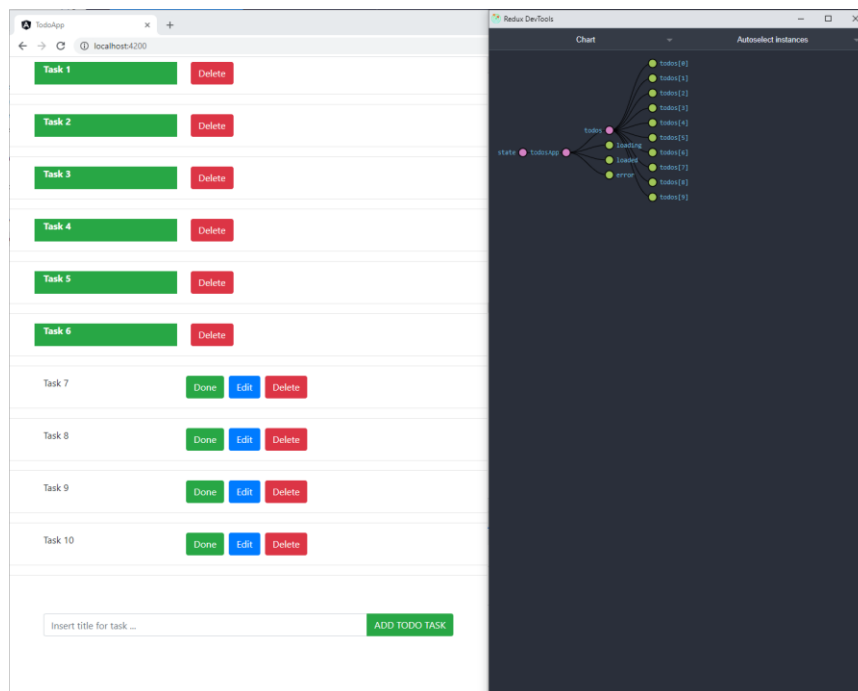 TodoApp
localhost:4200
Task 1
Delete
Task 2
Delete
Task 3
Delete
Task 4
Delete
Task 5
Delete
Task 6
Delete
Task 7
Done Edit Delete
Task 8
Done Edit Delete
Task 9
Done Edit Delete
Task 10
Done Edit Delete
Insert title for task ...
ADD TODO TASK
Redux DevTools
Chart
Autoselect instances
state
todosApp
todos
loading
loaded
error
todos[0]
todos[1]
todos[2]
todos[3]
todos[4]
todos[5]
todos[6]
todos[7]
todos[8]
todos[9]